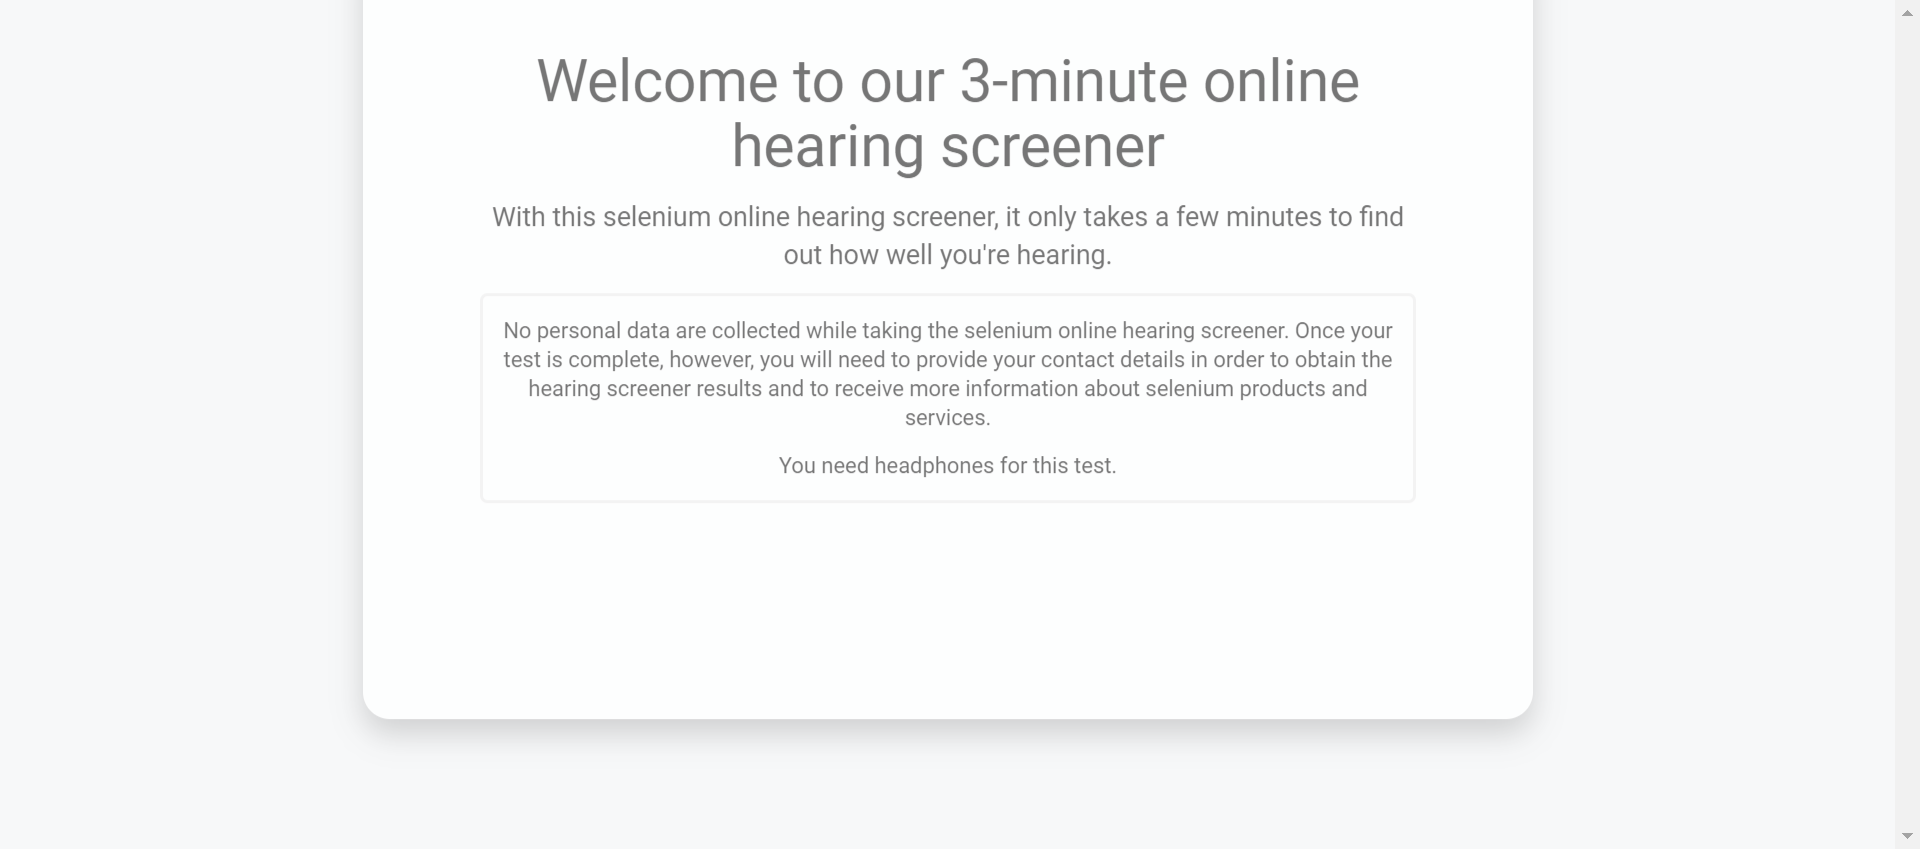 Welcome to our 3-minute online
hearing screener
With this selenium online hearing screener, it only takes a few minutes to find
out how well you're hearing.
No personal data are collected while taking the selenium online hearing screener. Once your
test is complete, however, you will need to provide your contact details in order to obtain the
hearing screener results and to receive more information about selenium products and
services.
You need headphones for this test.